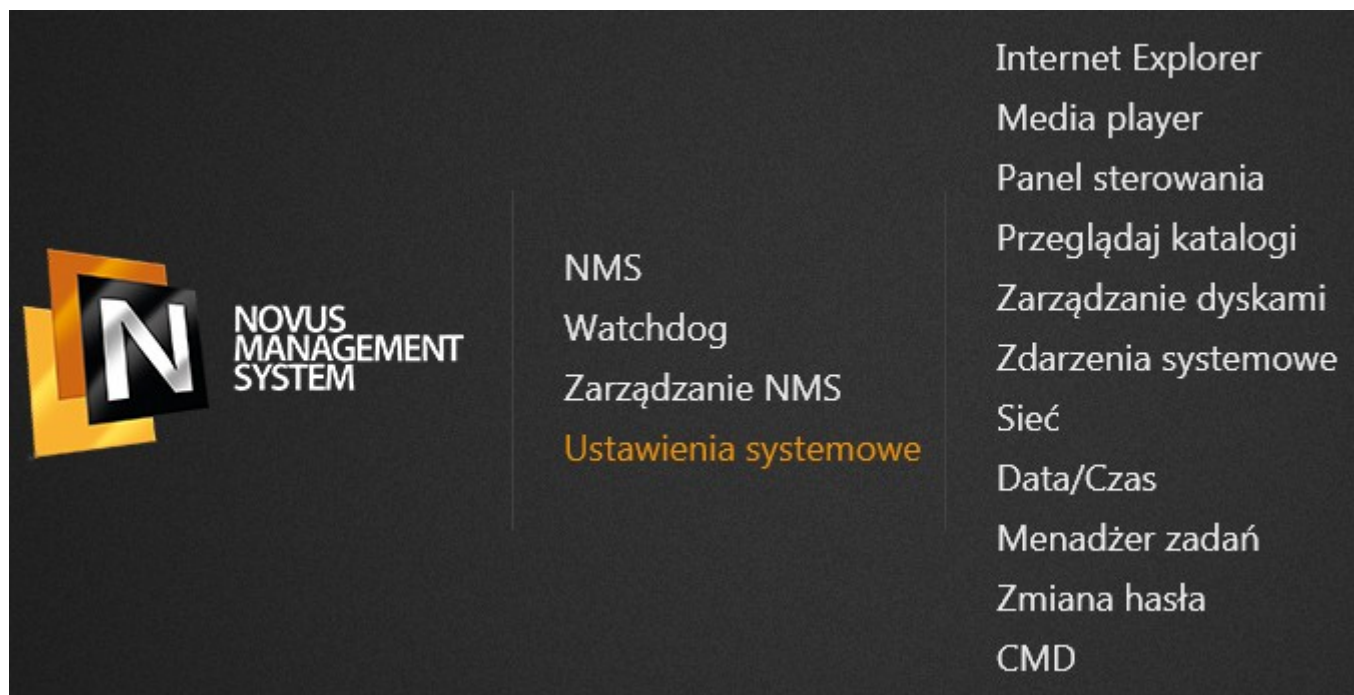 N
NOVUS
MANAGEMENT
SYSTEM
NMS
Watchdog
Zarządzanie NMS
Ustawienia systemowe
Internet Explorer
Media player
Panel sterowania
Przeglądaj katalogi
Zarządzanie dyskami
Zdarzenia systemowe
Sieć
Data/Czas
Menadżer zadań
Zmiana hasła
CMD